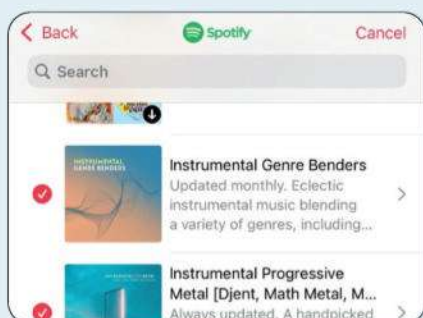 Back
Spotify
Cancel
Search
INSTRUMENTAL
GENRE BENDERS
Instrumental Genre Benders
Updated monthly. Eclectic
instrumental music blending
a variety of genres, including...
Instrumental Progressive
Metal [Djent, Math Metal, M...
Always updated. A handpicked